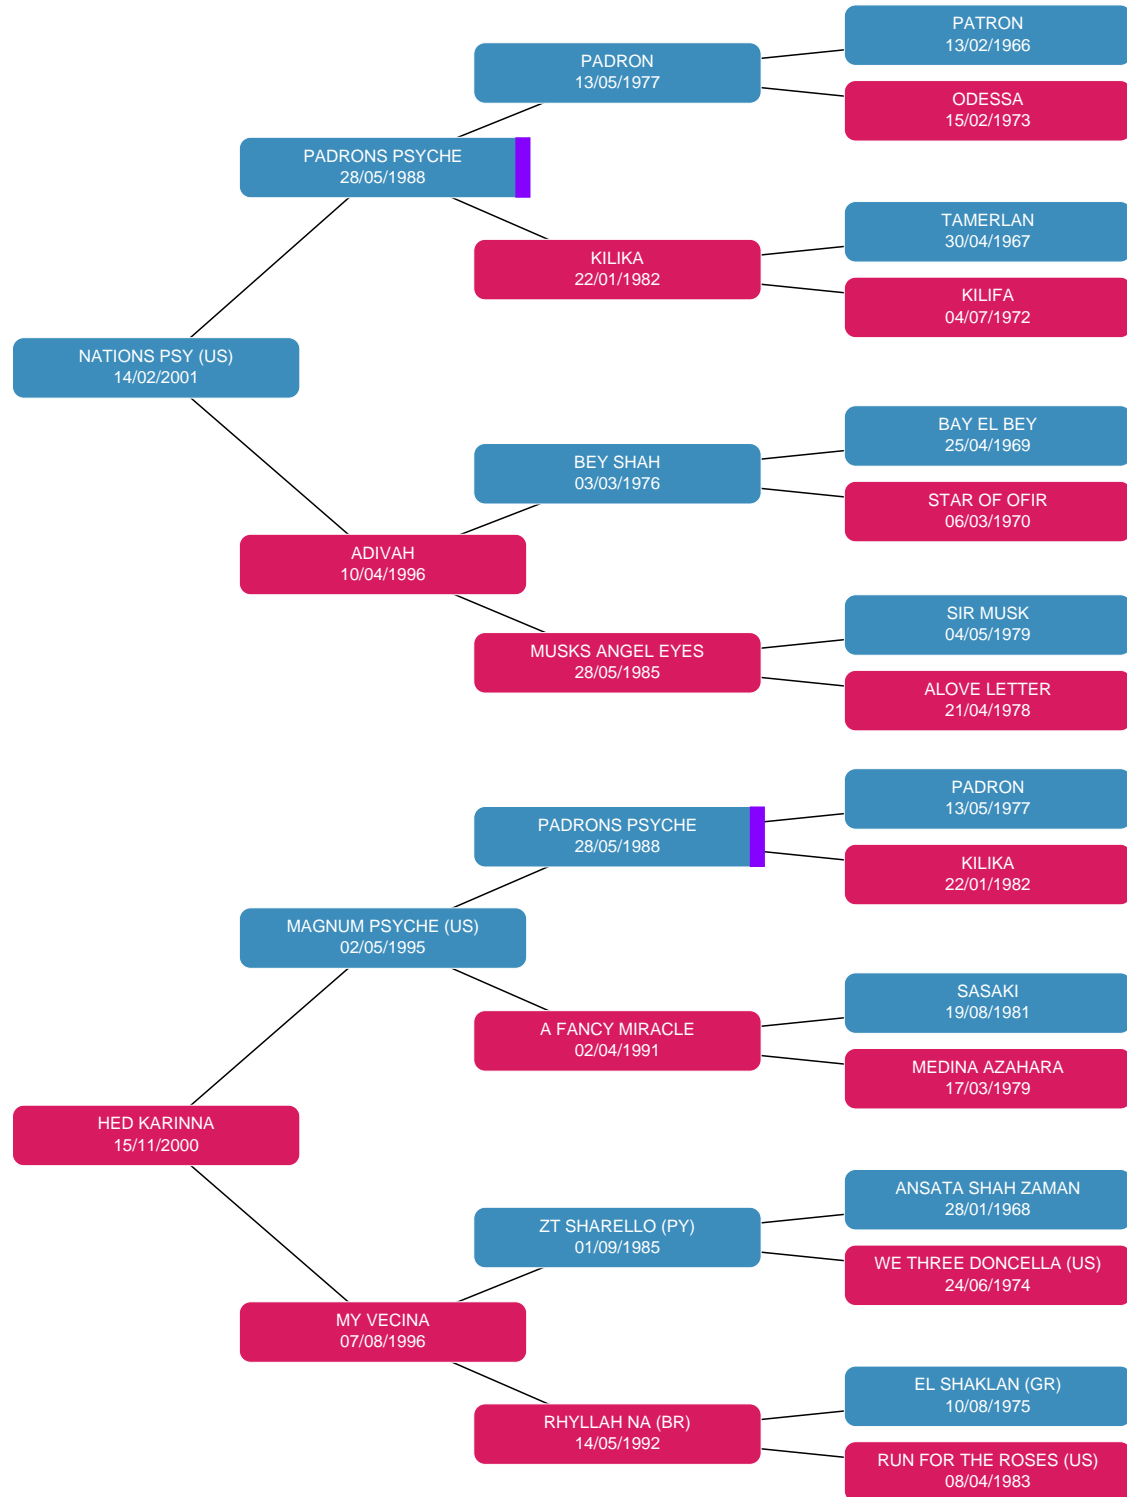 PATRON
13/02/1966
PADRON
13/05/1977
ODESSA
15/02/1973
PADRONS PSYCHE
28/05/1988
TAMERLAN
30/04/1967
KILIKA
22/01/1982
KILIFA
04/07/1972
NATIONS PSY (US)
14/02/2001
BAY EL BEY
25/04/1969
BEY SHAH
03/03/1976
STAR OF OFIR
06/03/1970
ADIVAH
10/04/1996
SIR MUSK
04/05/1979
MUSKS ANGEL EYES
28/05/1985
ALOVE LETTER
21/04/1978
PADRON
13/05/1977
PADRONS PSYCHE
28/05/1988
KILIKA
22/01/1982
MAGNUM PSYCHE (US)
02/05/1995
SASAKI
19/08/1981
A FANCY MIRACLE
02/04/1991
MEDINA AZAHARA
17/03/1979
HED KARINNA
15/11/2000
ANSATA SHAH ZAMAN
28/01/1968
ZT SHARELLO (PY)
01/09/1985
WE THREE DONCELLA (US)
24/06/1974
MY VECINA
07/08/1996
EL SHAKLAN (GR)
10/08/1975
RHYLLAH NA (BR)
14/05/1992
RUN FOR THE ROSES (US)
08/04/1983